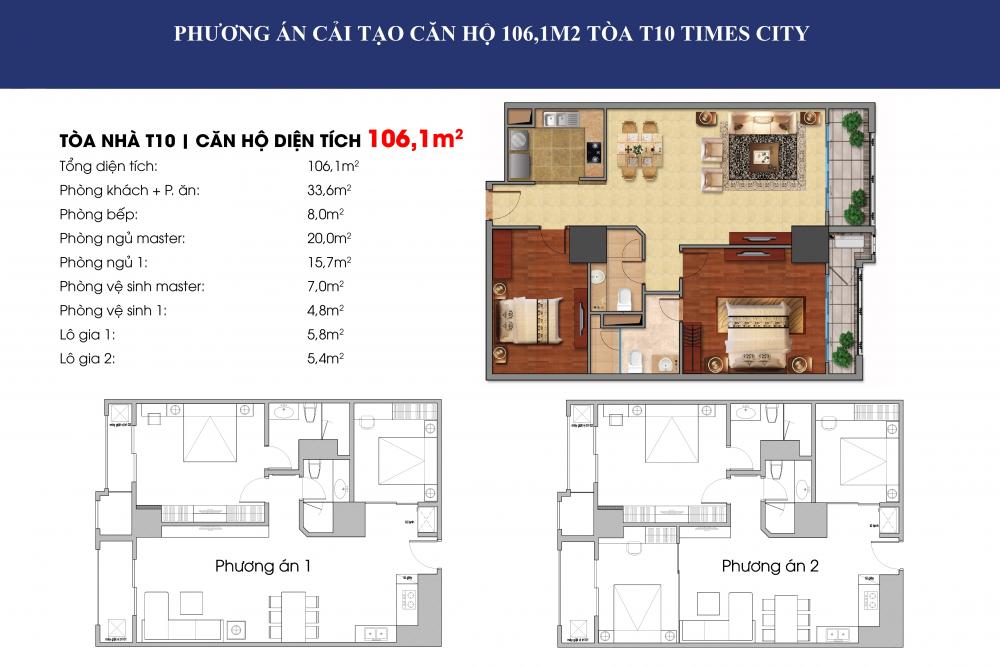 PHƯƠNG ÁN CẢI TẠO CĂN HỘ 106,1M2 TÒA T10 TIMES CITY
TÒA NHÀ T10 | CĂN HỘ DIỆN TÍCH 106,1m²
Tổng diện tích: 106,1m²
Phòng khách + P. ăn: 33,6m²
Phòng bếp: 8,0m²
Phòng ngủ master: 20,0m²
Phòng ngủ 1: 15,7m²
Phòng vệ sinh master: 7,0m²
Phòng vệ sinh 1: 4,8m²
Lô gia 1: 5,8m²
Lô gia 2: 5,4m²
Phương án 1
Phương án 2